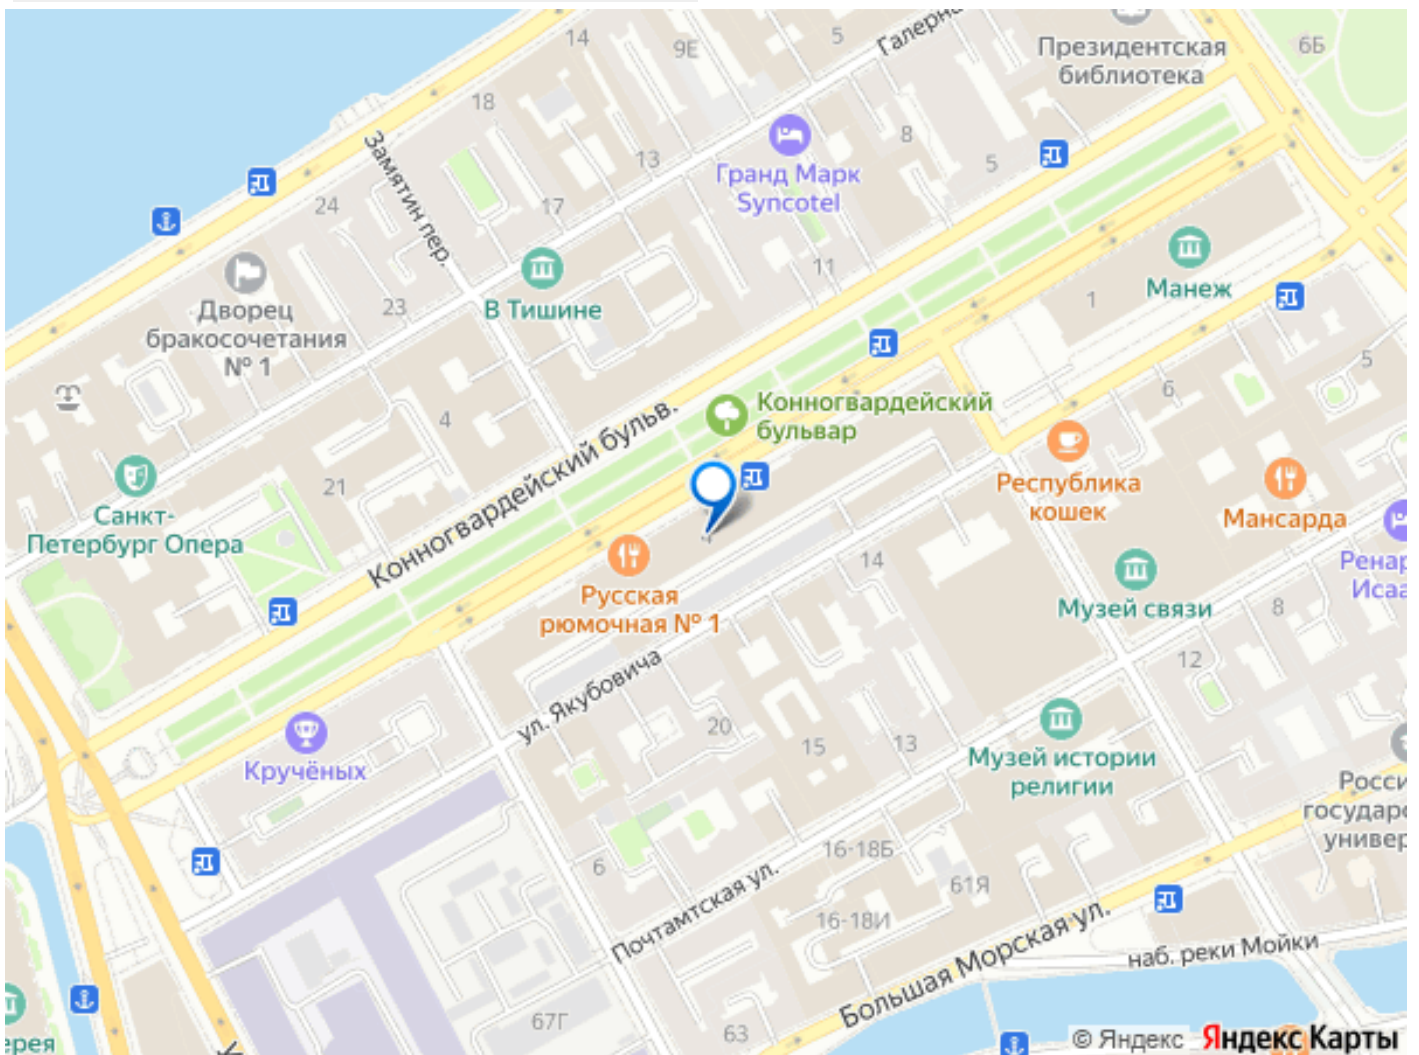 14
9Е
5
Галерн
Президентская
библиотека
6Б
18
Замятин пер.
13
8
5
Гранд Марк
Syncotel
24
17
Дворец
бракосочетания
№ 1
23
В Тишине
11
1
Манеж
5
6
4
Конногвардейский бульв.
Конногвардейский
бульвар
21
Республика
кошек
Мансарда
Санкт-
Петербург Опера
Русская
рюмочная № 1
14
Ренар
Исаа
Музей связи
8
12
ул. Якубовича
20
15
13
Музей истории
религии
Кручёных
Росси
государс
универ
6
16-18Б
61Я
Почтамтская ул.
16-18И
Большая Морская ул.
наб. реки Мойки
67Г
63
ерея
© Яндекс Яндекс Карты